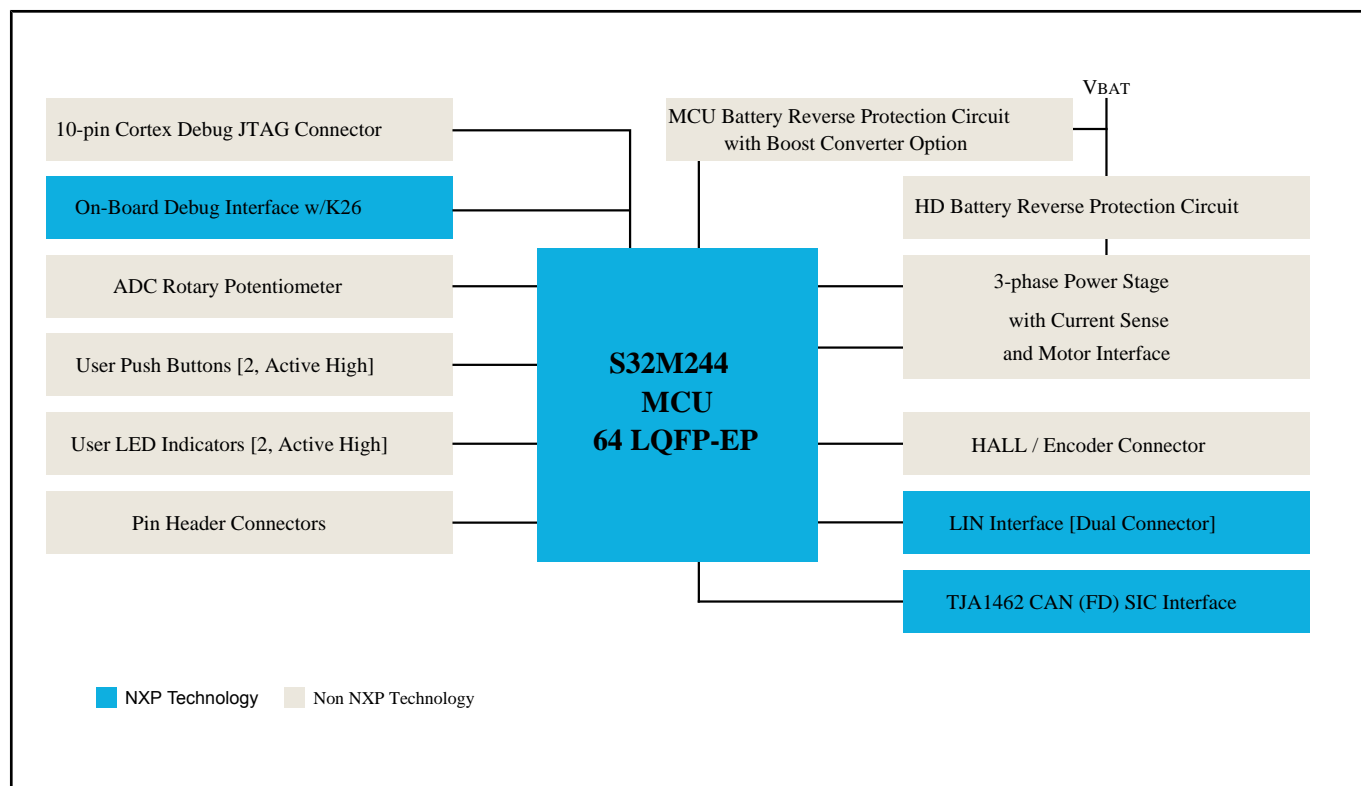 VBAT
10-pin Cortex Debug JTAG Connector
MCU Battery Reverse Protection Circuit
with Boost Converter Option
On-Board Debug Interface w/K26
HD Battery Reverse Protection Circuit
ADC Rotary Potentiometer
3-phase Power Stage
with Current Sense
and Motor Interface
User Push Buttons [2, Active High]
S32M244
MCU
64 LQFP-EP
User LED Indicators [2, Active High]
HALL / Encoder Connector
Pin Header Connectors
LIN Interface [Dual Connector]
TJA1462 CAN (FD) SIC Interface
NXP Technology
Non NXP Technology